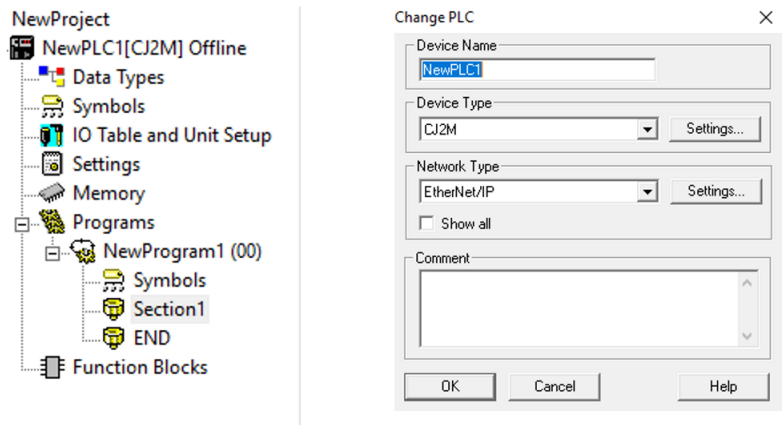 NewProject
NewPLC1[CJ2M] Offline
Data Types
Symbols
IO Table and Unit Setup
Settings
Memory
Programs
NewProgram1 (00)
Symbols
Section1
END
Function Blocks
Change PLC
Device Name
NewPLC1
Device Type
CJ2M
Settings...
Network Type
EtherNet/IP
Settings...
Show all
Comment
OK
Cancel
Help